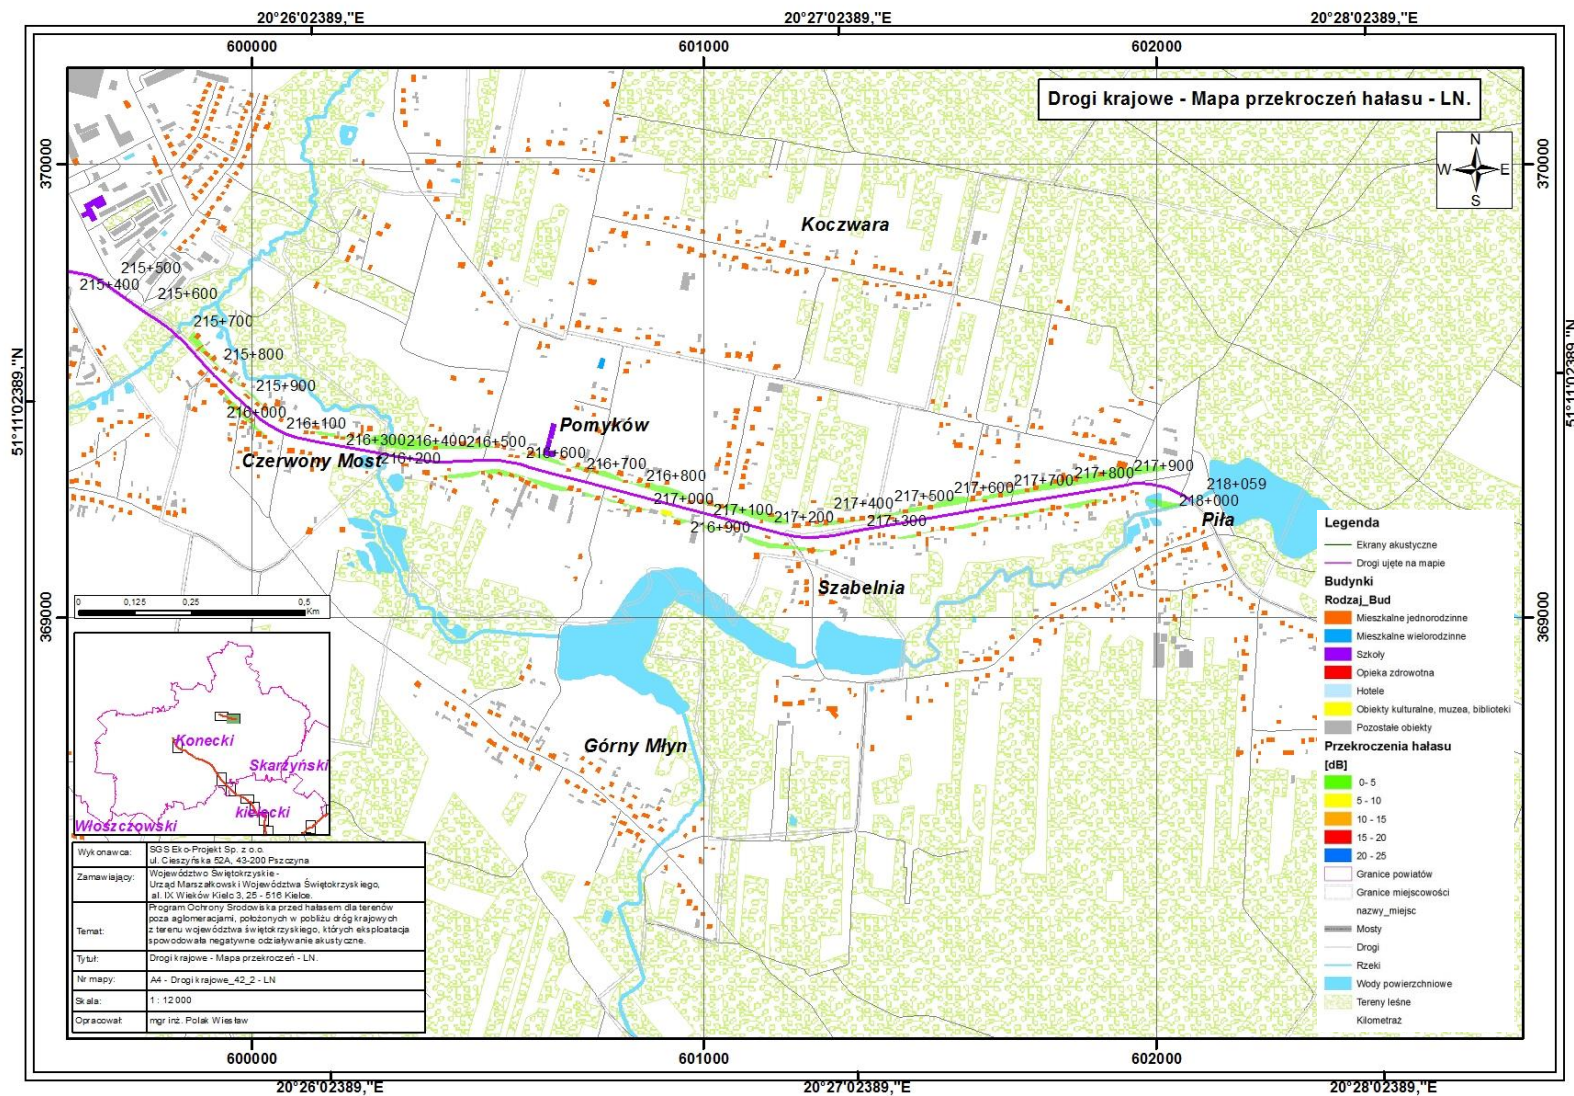 20°26'02389,"E
20°27'02389,"E
20°28'02389,"E
600000
601000
602000
Drogi krajowe - Mapa przekroczeń hałasu - LN.
370000
370000
N
W
E
S
Koczwara
215+500
215+400
215+600
215+700
215+800
215+900
216+000
216+100
216+300
216+400
216+500
216+200
Czerwony Most
Pomyków
216+600
216+700
216+800
217+000
217+100
216+900
217+200
217+400
217+300
217+500
217+600
217+700
217+800
217+900
218+059
218+000
Piła
Szabelnia
Górny Młyn
51°11'02389,"N
51°11'02389,"N
369000
369000
0
0,125
0,25
0,5
Km
Konecki
Skarżyński
kielecki
Włoszczowski
Legenda
Ekrany akustyczne
Drogi ujęte na mapie
Budynki
Rodzaj_Bud
Mieszkalne jednorodzinne
Mieszkalne wielorodzinne
Szkoły
Opieka zdrowotna
Hotele
Obiekty kulturalne, muzea, biblioteki
Pozostałe obiekty
Przekroczenia hałasu
[dB]
0- 5
5 - 10
10 - 15
15 - 20
20 - 25
Granice powiatów
Granice miejscowości
nazwy_miejsc
Mosty
Drogi
Rzeki
Wody powierzchniowe
Tereny leśne
Kilometraż
Wykonawca:
SGS Eko-Projekt Sp. z o.o.
ul. Cieszyńska 52A, 43-200 Pszczyna
Zamawiający:
Województwo Świętokrzyskie -
Urząd Marszałkowski Województwa Świętokrzyskiego,
al. IX Wieków Kielc 3, 25 - 516 Kielce.
Temat:
Program Ochrony Środowiska przed hałasem dla terenów
poza aglomeracjami, położonych w pobliżu dróg krajowych
z terenu województwa świętokrzyskiego, których eksploatacja
spowodowała negatywne odziaływanie akustyczne.
Tytuł:
Drogi krajowe - Mapa przekroczeń - LN.
Nr mapy:
A4 - Drogi krajowe_42_2 - LN
Skala:
1 : 12 000
Opracował:
mgr inż. Polak Wiesław
600000
601000
602000
20°26'02389,"E
20°27'02389,"E
20°28'02389,"E